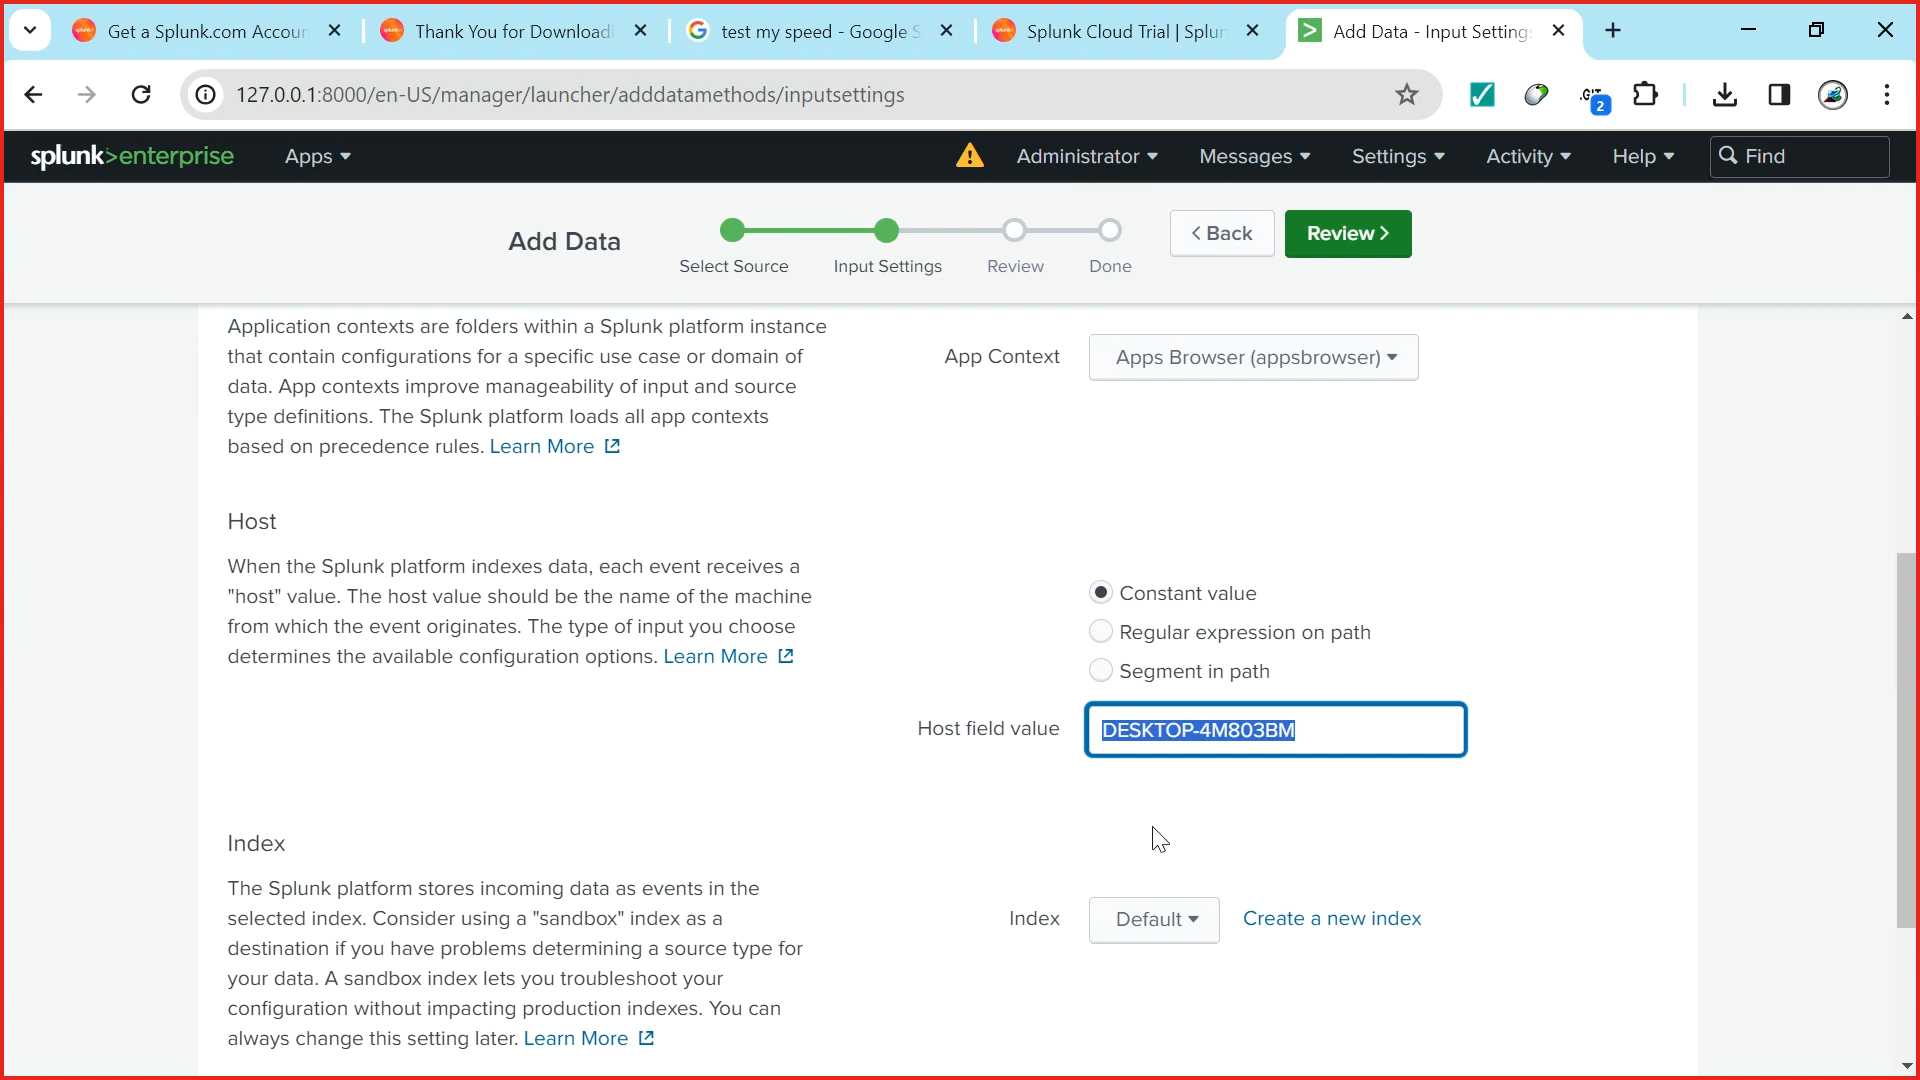 Get a Splunk.com Accoun
Thank You for Downloadi
test my speed - Google S
Splunk Cloud Trial | Splun
Add Data - Input Settings
127.0.0.1:8000/en-US/manager/launcher/adddatamethods/inputsettings
.GIT
2
splunk>enterprise
Apps
Administrator
Messages
Settings
Activity
Help
Find
Add Data
Select Source
Input Settings
Review
Done
< Back
Review >
Application contexts are folders within a Splunk platform instance
that contain configurations for a specific use case or domain of
data. App contexts improve manageability of input and source
type definitions. The Splunk platform loads all app contexts
based on precedence rules. Learn More
App Context
Apps Browser (appsbrowser)
Host
When the Splunk platform indexes data, each event receives a
"host" value. The host value should be the name of the machine
from which the event originates. The type of input you choose
determines the available configuration options. Learn More
Constant value
Regular expression on path
Segment in path
Host field value
DESKTOP-4M803BM
Index
The Splunk platform stores incoming data as events in the
selected index. Consider using a "sandbox" index as a
destination if you have problems determining a source type for
your data. A sandbox index lets you troubleshoot your
configuration without impacting production indexes. You can
always change this setting later. Learn More
Index
Default
Create a new index